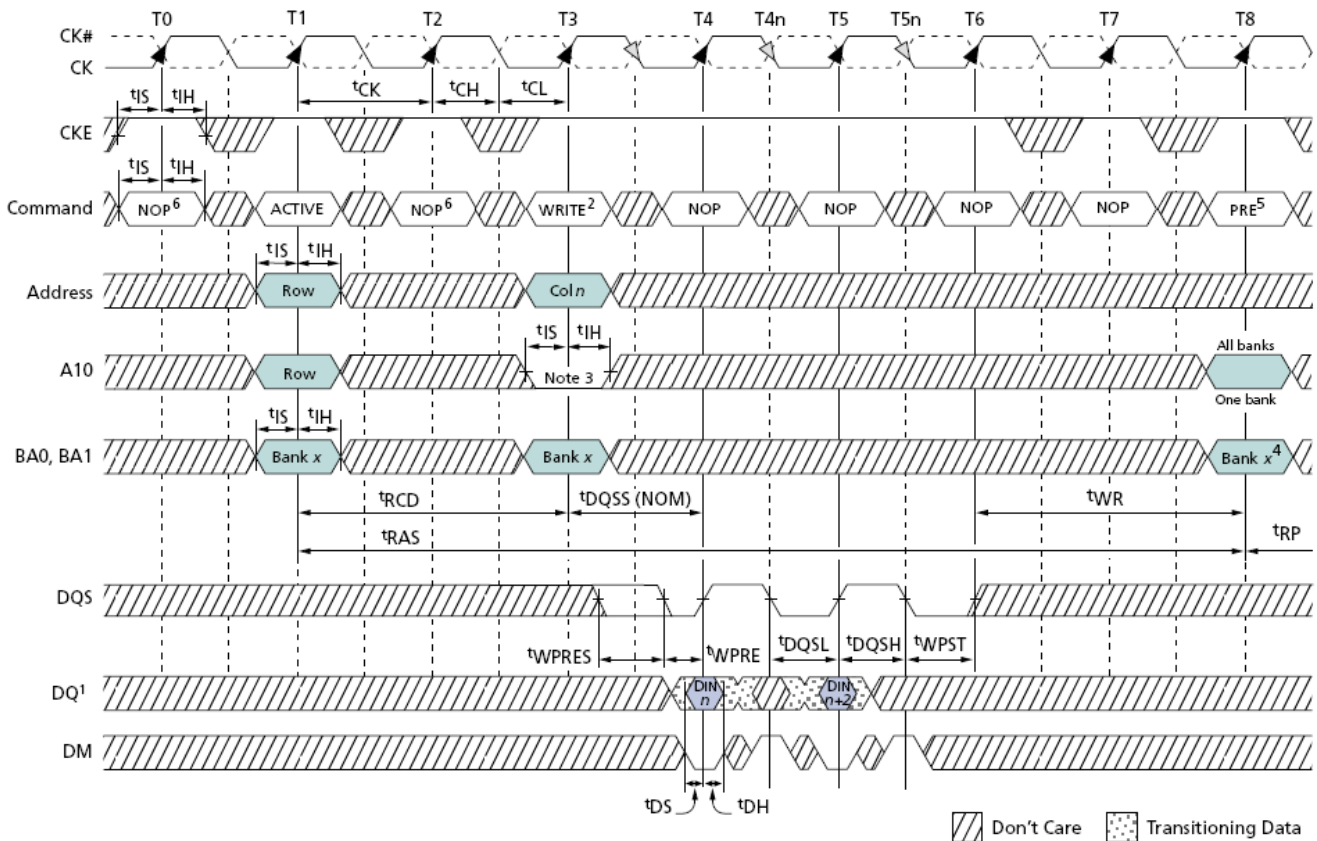 T0 T1 T2 T3 T4 T4n T5 T5n T6 T7 T8
CK#
CK
tIS tIH tCK tCH tCL
CKE
tIS tIH
Command NOP6 ACTIVE NOP6 WRITE2 NOP NOP NOP NOP PRE5
tIS tIH
Address Row Col n
tIS tIH All banks
A10 Row Note 3
One bank
tIS tIH
BA0, BA1 Bank x Bank x Bank x4
tRCD tDQSS (NOM) tWR
tRAS tRP
DQS
tWPRES tWPRE tDQSL tDQSH tWPST
DQ1 DIN n DIN n+2
DM
tDS tDH
Don't Care Transitioning Data